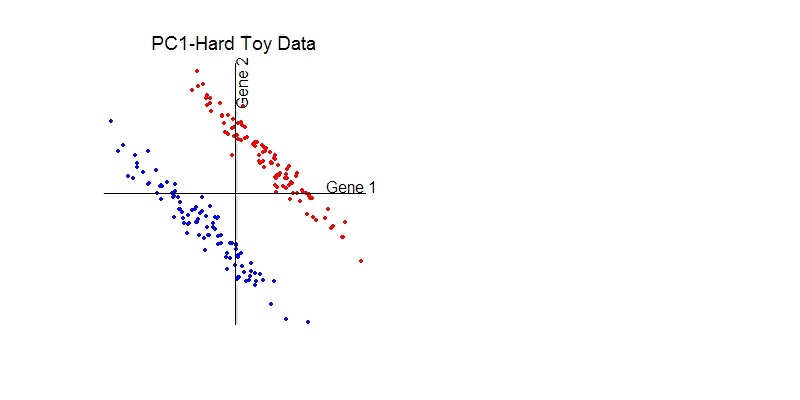 PC1-Hard Toy Data
Gene 2
Gene 1